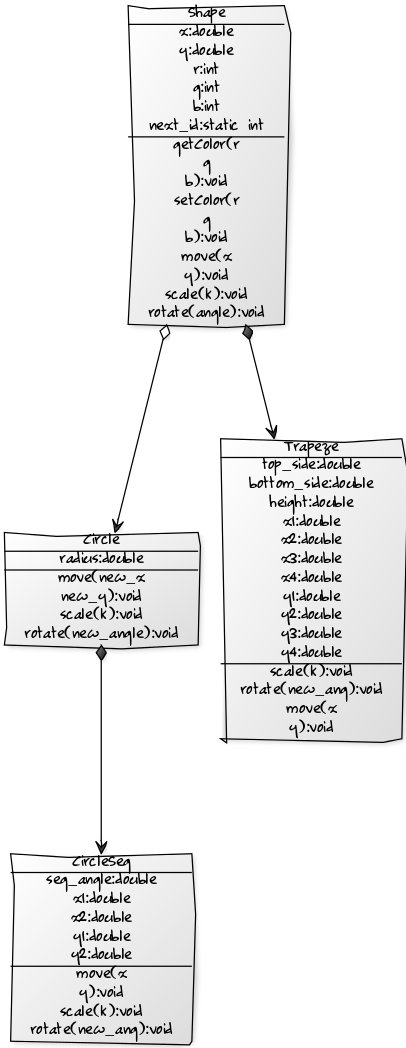 Shape
x:double
y:double
r:int
g:int
b:int
next_id:static int
getColor(r
g
b):void
setColor(r
g
b):void
move(x
y):void
scale(k):void
rotate(angle):void
Circle
radius:double
move(new_x
new_y):void
scale(k):void
rotate(new_angle):void
Trapeze
top_side:double
bottom_side:double
height:double
x1:double
x2:double
x3:double
x4:double
y1:double
y2:double
y3:double
y4:double
scale(k):void
rotate(new_ang):void
move(x
y):void
CircleSeg
seg_angle:double
x1:double
x2:double
y1:double
y2:double
move(x
y):void
scale(k):void
rotate(new_ang):void